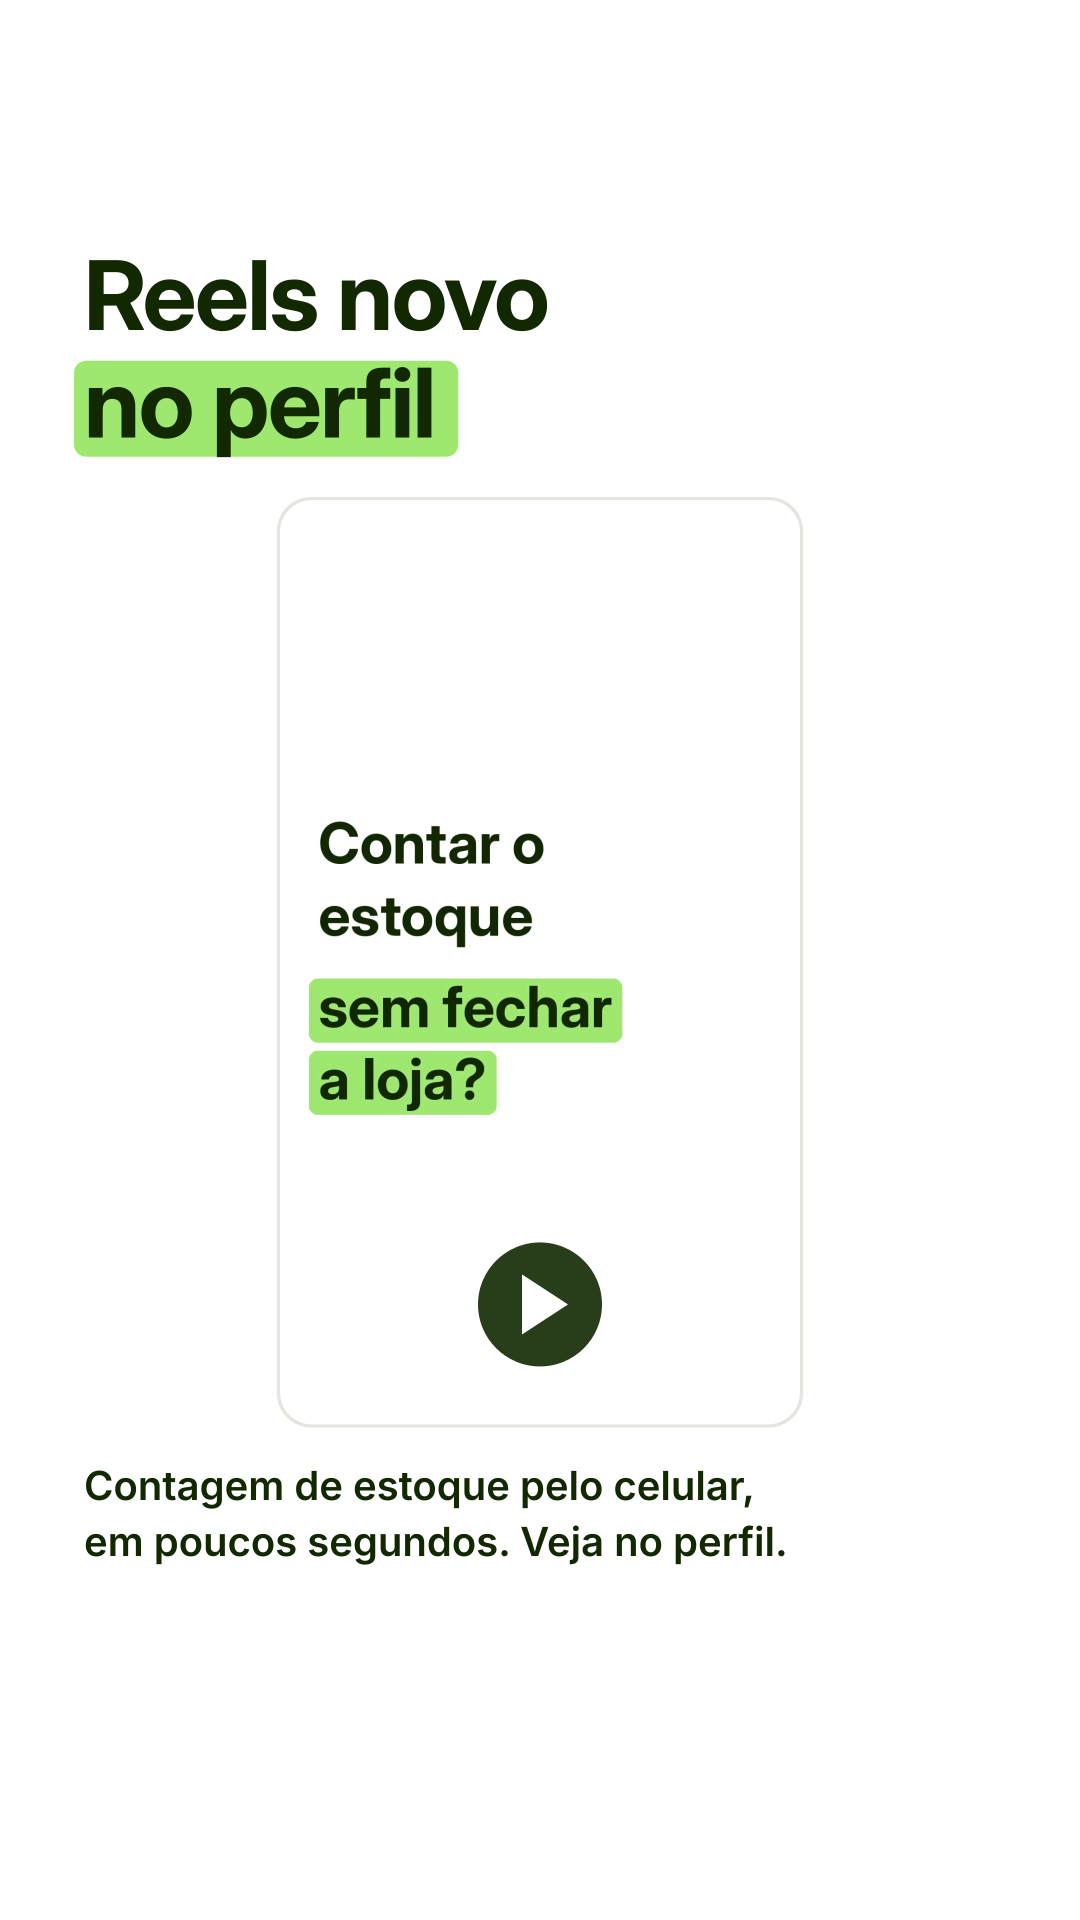 Reels novo
no perfil
Contar o
estoque
sem fechar
a loja?
Contagem de estoque pelo celular,
em poucos segundos. Veja no perfil.